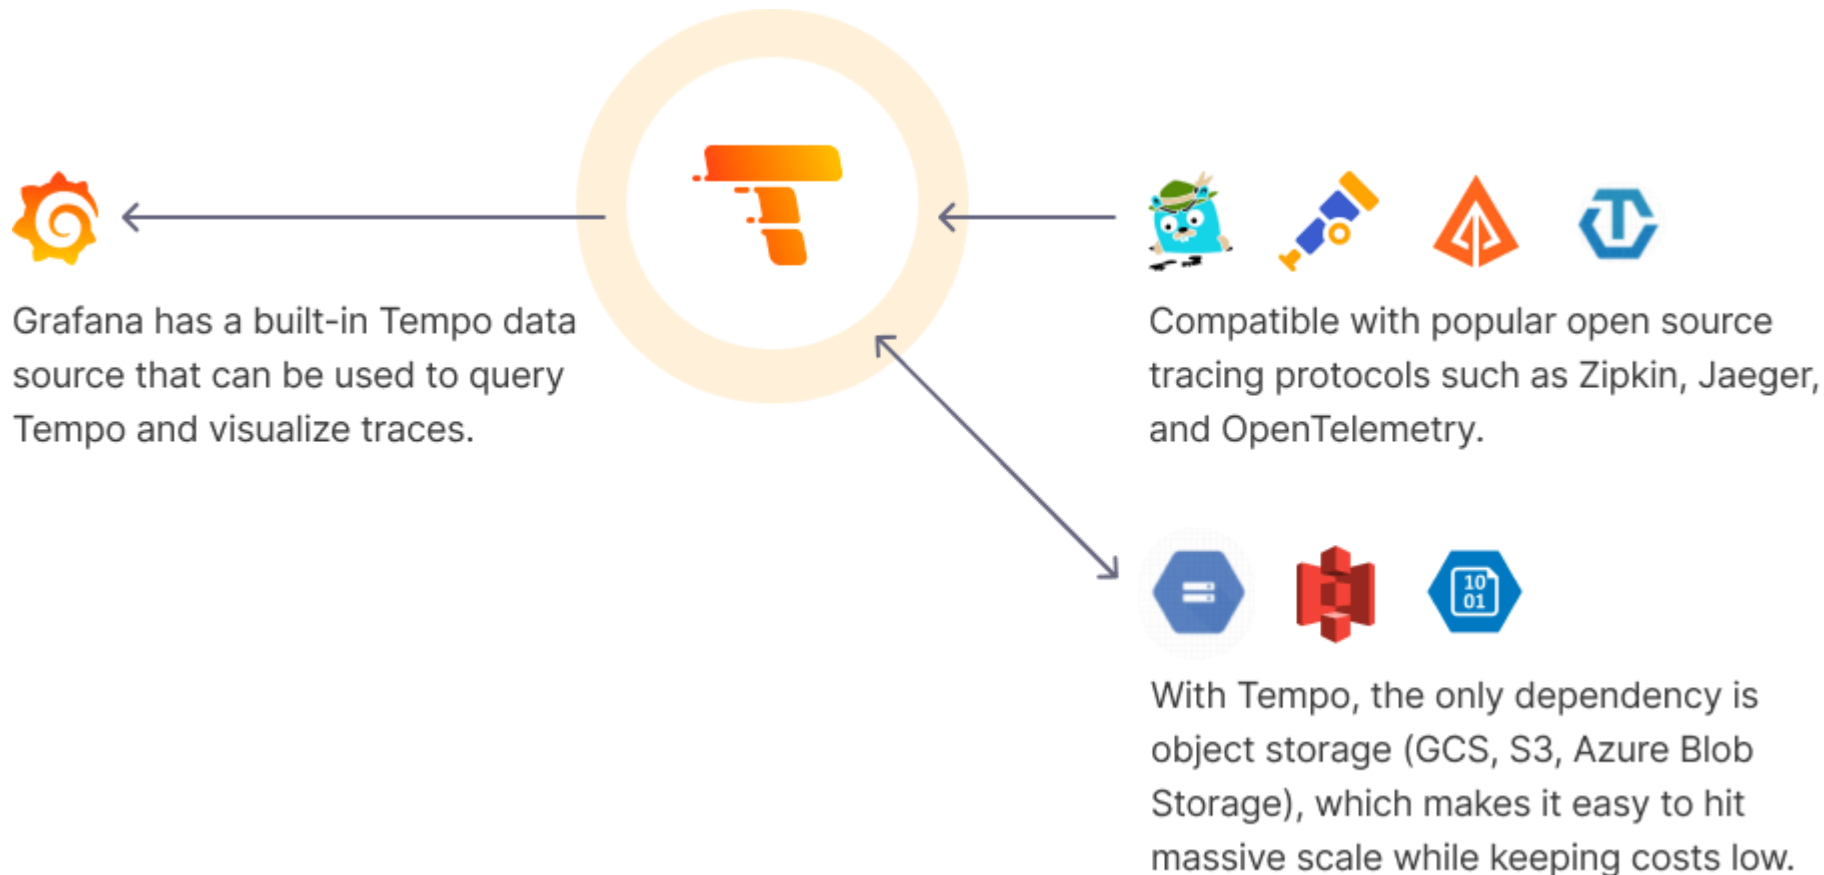 Grafana has a built-in Tempo data
source that can be used to query
Tempo and visualize traces.
Compatible with popular open source
tracing protocols such as Zipkin, Jaeger,
and OpenTelemetry.
10
01
With Tempo, the only dependency is
object storage (GCS, S3, Azure Blob
Storage), which makes it easy to hit
massive scale while keeping costs low.